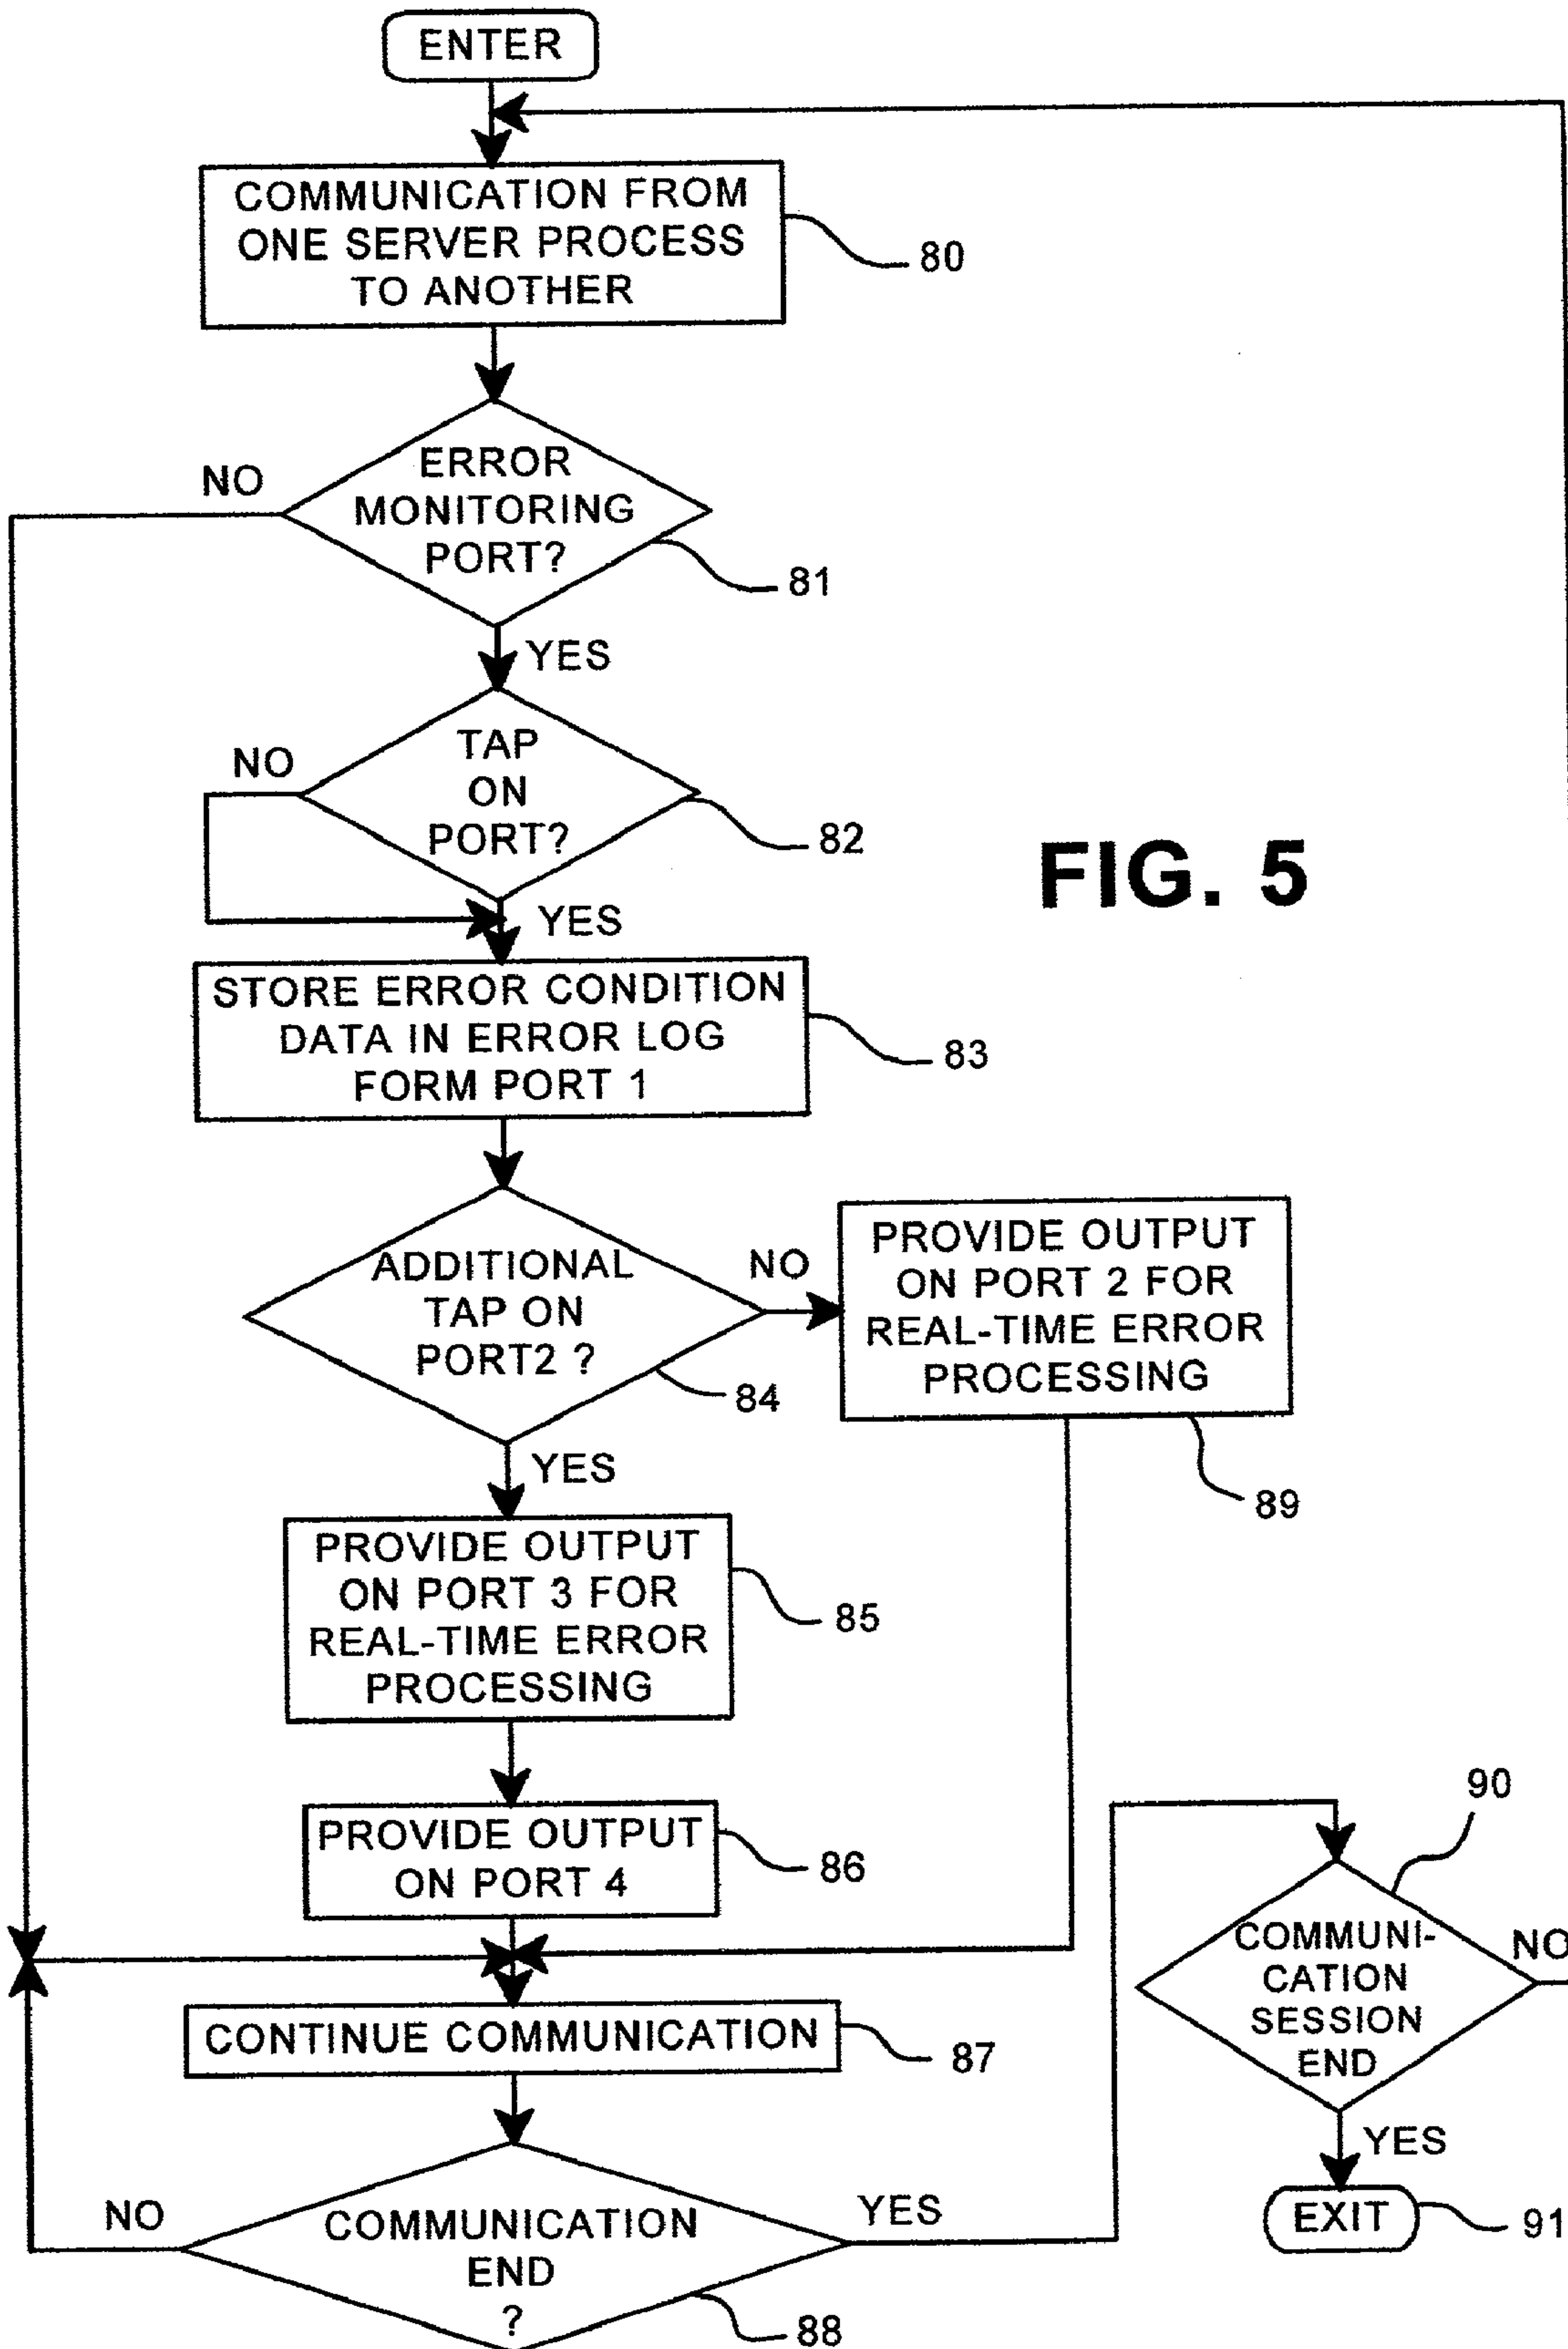 ENTER
COMMUNICATION FROM
ONE SERVER PROCESS
TO ANOTHER
80
ERROR
MONITORING
PORT?
NO
81
YES
TAP
ON
PORT?
NO
82
YES
FIG. 5
STORE ERROR CONDITION
DATA IN ERROR LOG
FORM PORT 1
83
ADDITIONAL
TAP ON
PORT2 ?
NO
84
PROVIDE OUTPUT
ON PORT 2 FOR
REAL-TIME ERROR
PROCESSING
89
YES
PROVIDE OUTPUT
ON PORT 3 FOR
REAL-TIME ERROR
PROCESSING
85
PROVIDE OUTPUT
ON PORT 4
86
CONTINUE COMMUNICATION
87
COMMUNICATION
END
?
NO
YES
88
90
COMMUNI-
CATION
SESSION
END
NO
YES
EXIT
91